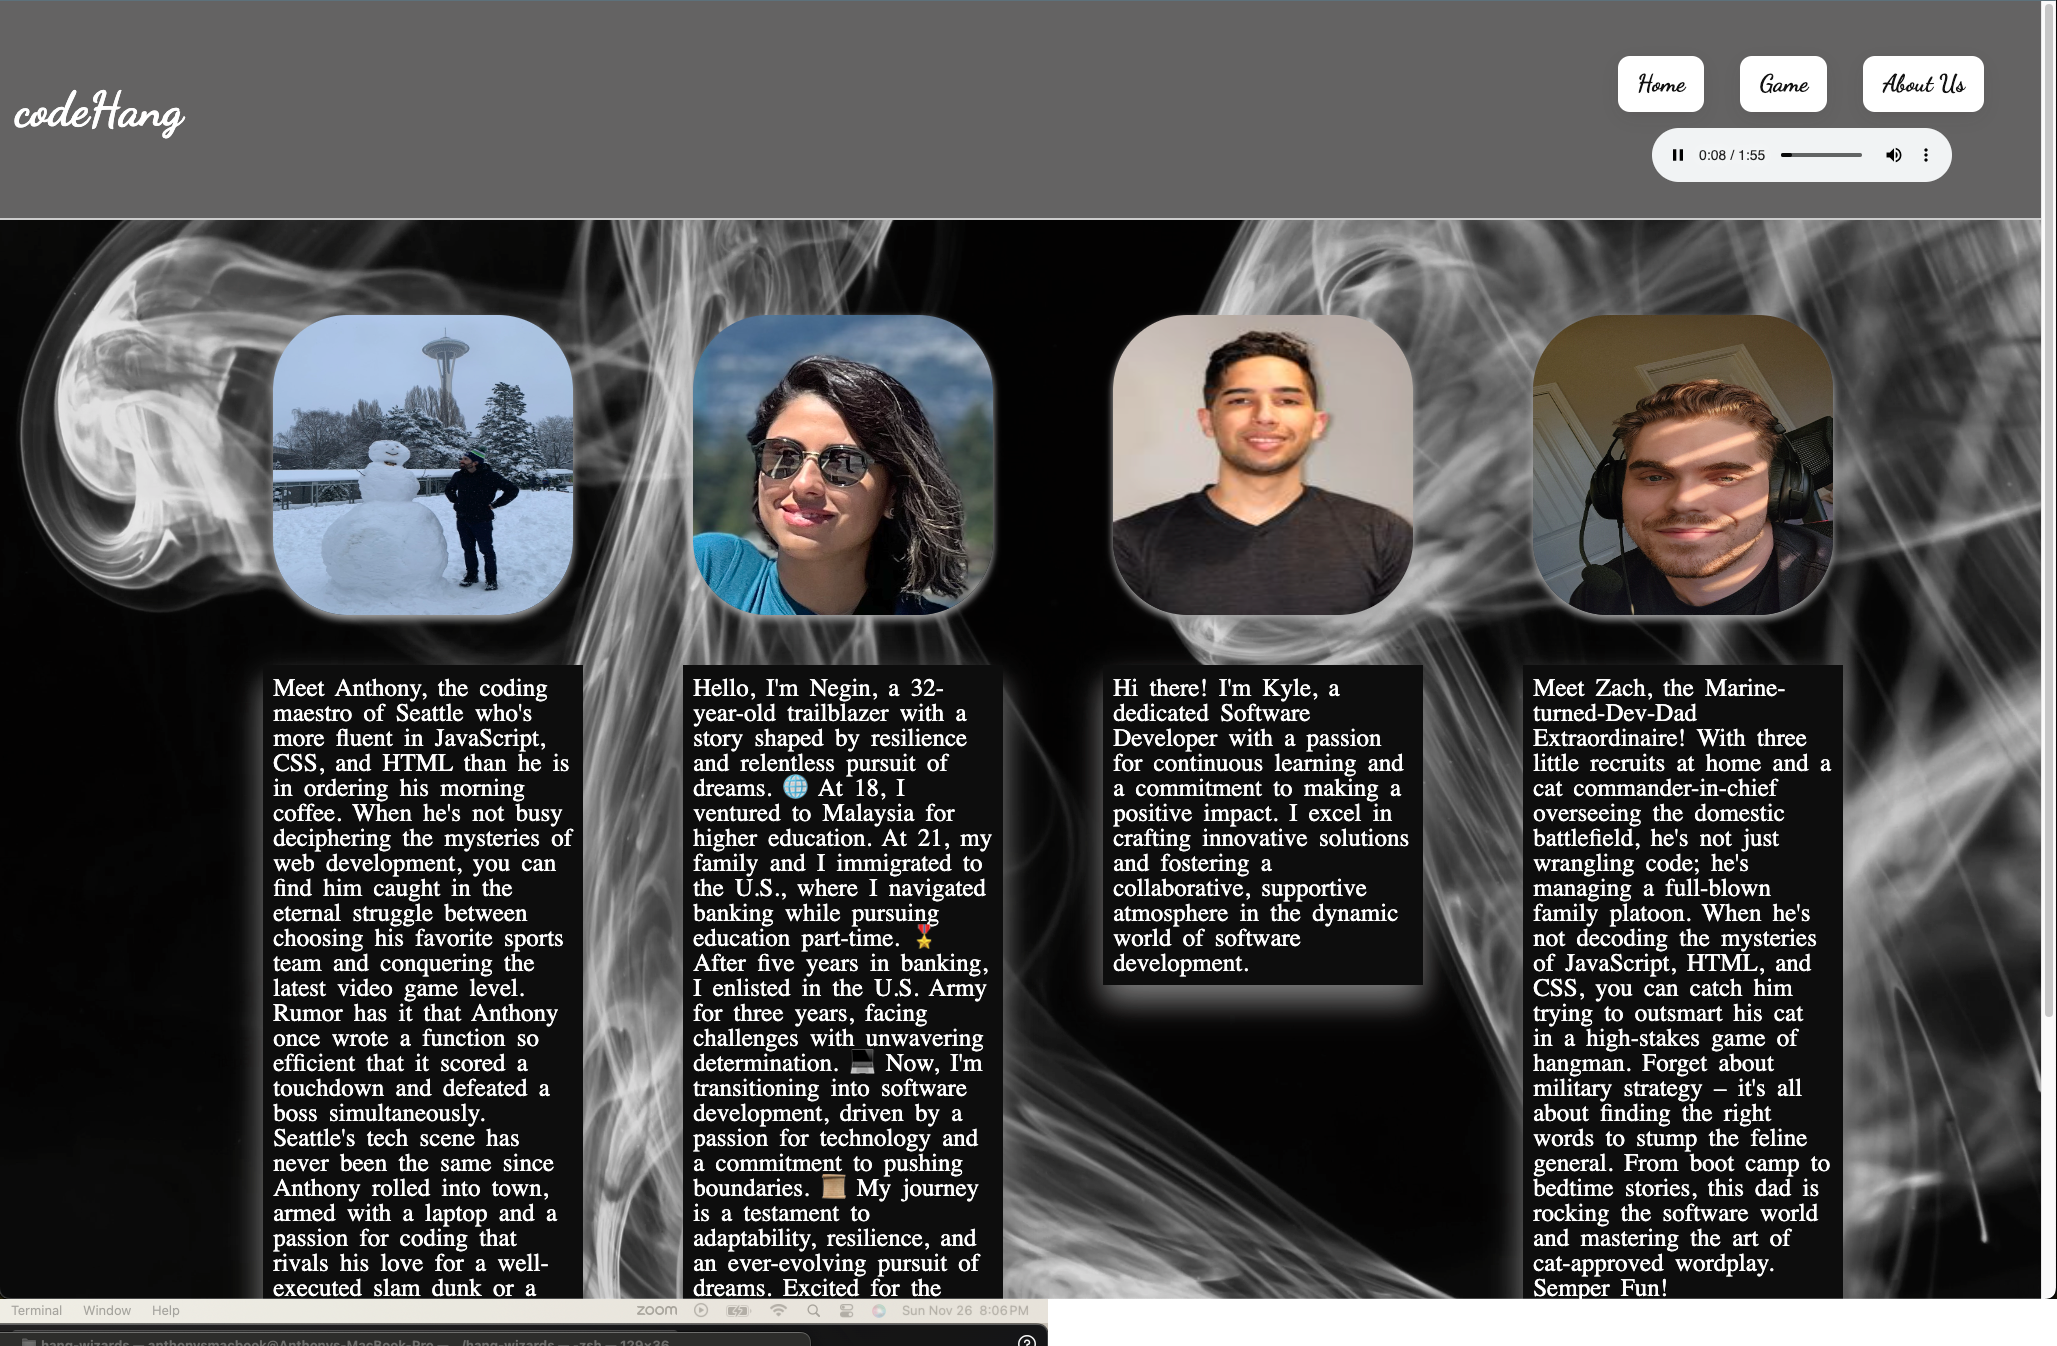 codeHang
Home
Game
About Us
0:08 / 1:55
Meet Anthony, the coding
maestro of Seattle who's
more fluent in JavaScript,
CSS, and HTML than he is
in ordering his morning
coffee. When he's not busy
deciphering the mysteries of
web development, you can
find him caught in the
eternal struggle between
choosing his favorite sports
team and conquering the
latest video game level.
Rumor has it that Anthony
once wrote a function so
efficient that it scored a
touchdown and defeated a
boss simultaneously.
Seattle's tech scene has
never been the same since
Anthony rolled into town,
armed with a laptop and a
passion for coding that
rivals his love for a well-
executed slam dunk or a
Hello, I'm Negin, a 32-
year-old trailblazer with a
story shaped by resilience
and relentless pursuit of
dreams. 🌐 At 18, I
ventured to Malaysia for
higher education. At 21, my
family and I immigrated to
the U.S., where I navigated
banking while pursuing
education part-time. 🎖️
After five years in banking,
I enlisted in the U.S. Army
for three years, facing
challenges with unwavering
determination. 💻 Now, I'm
transitioning into software
development, driven by a
passion for technology and
a commitment to pushing
boundaries. 📜 My journey
is a testament to
adaptability, resilience, and
an ever-evolving pursuit of
dreams. Excited for the
Hi there! I'm Kyle, a
dedicated Software
Developer with a passion
for continuous learning and
a commitment to making a
positive impact. I excel in
crafting innovative solutions
and fostering a
collaborative, supportive
atmosphere in the dynamic
world of software
development.
Meet Zach, the Marine-
turned-Dev-Dad
Extraordinaire! With three
little recruits at home and a
cat commander-in-chief
overseeing the domestic
battlefield, he's not just
wrangling code; he's
managing a full-blown
family platoon. When he's
not decoding the mysteries
of JavaScript, HTML, and
CSS, you can catch him
trying to outsmart his cat
in a high-stakes game of
hangman. Forget about
military strategy – it's all
about finding the right
words to stump the feline
general. From boot camp to
bedtime stories, this dad is
rocking the software world
and mastering the art of
cat-approved wordplay.
Semper Fun!
Terminal Window Help
zoom
Sun Nov 26 8:06 PM
hang-wizards — anthonysmacbook@Anthonys-MacBook-Pro — ../hang-wizards — -zsh — 129×36